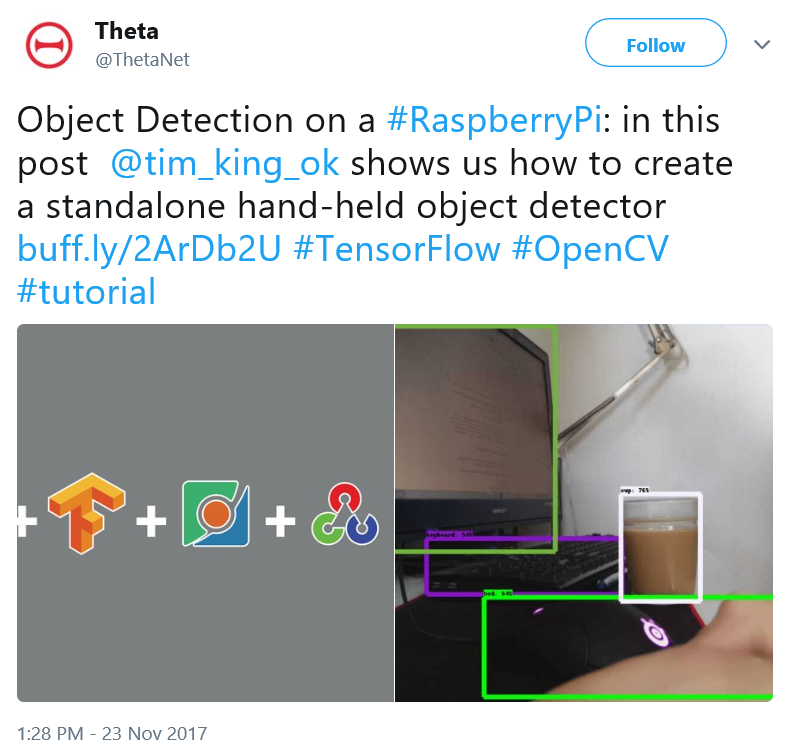 Theta
@ThetaNet
Follow
Object Detection on a #RaspberryPi: in this
post @tim_king_ok shows us how to create
a standalone hand-held object detector
buff.ly/2ArDb2U #TensorFlow #OpenCV
#tutorial
cup: 76%
keyboard: 54%
bed: 64%
1:28 PM - 23 Nov 2017